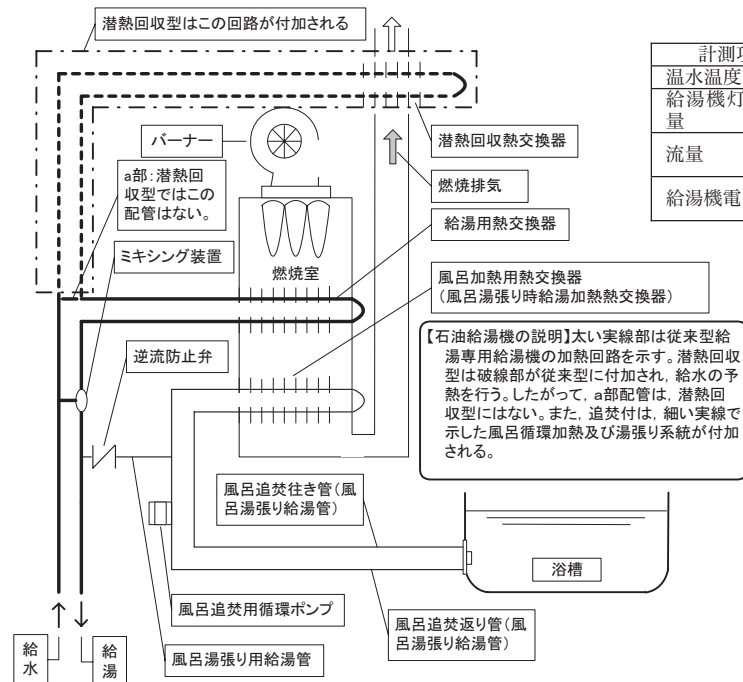 潜熱回収型はこの回路が付加される
バーナー
a部：潜熱回
収型ではこの
配管はない。
ミキシング装置
逆流防止弁
燃焼室
潜熱回収熱交換器
燃焼排気
給湯用熱交換器
風呂加熱用熱交換器
(風呂湯張り時給湯加熱熱交換器)
計測項
温水温度
給湯機灯
量
流量
給湯機電
【石油給湯機の説明】太い実線部は従来型給
湯専用給湯機の加熱回路を示す。潜熱回収
型は破線部が従来型に付加され，給水の予
熱を行う。したがって，a部配管は，潜熱回
収型にはない。また，追焚付は，細い実線で
示した風呂循環加熱及び湯張り系統が付加
される。
風呂追焚往き管(風
呂湯張り給湯管)
浴槽
風呂追焚用循環ポンプ
風呂追焚返り管(風
呂湯張り給湯管)
風呂湯張り用給湯管
給
水
給
湯